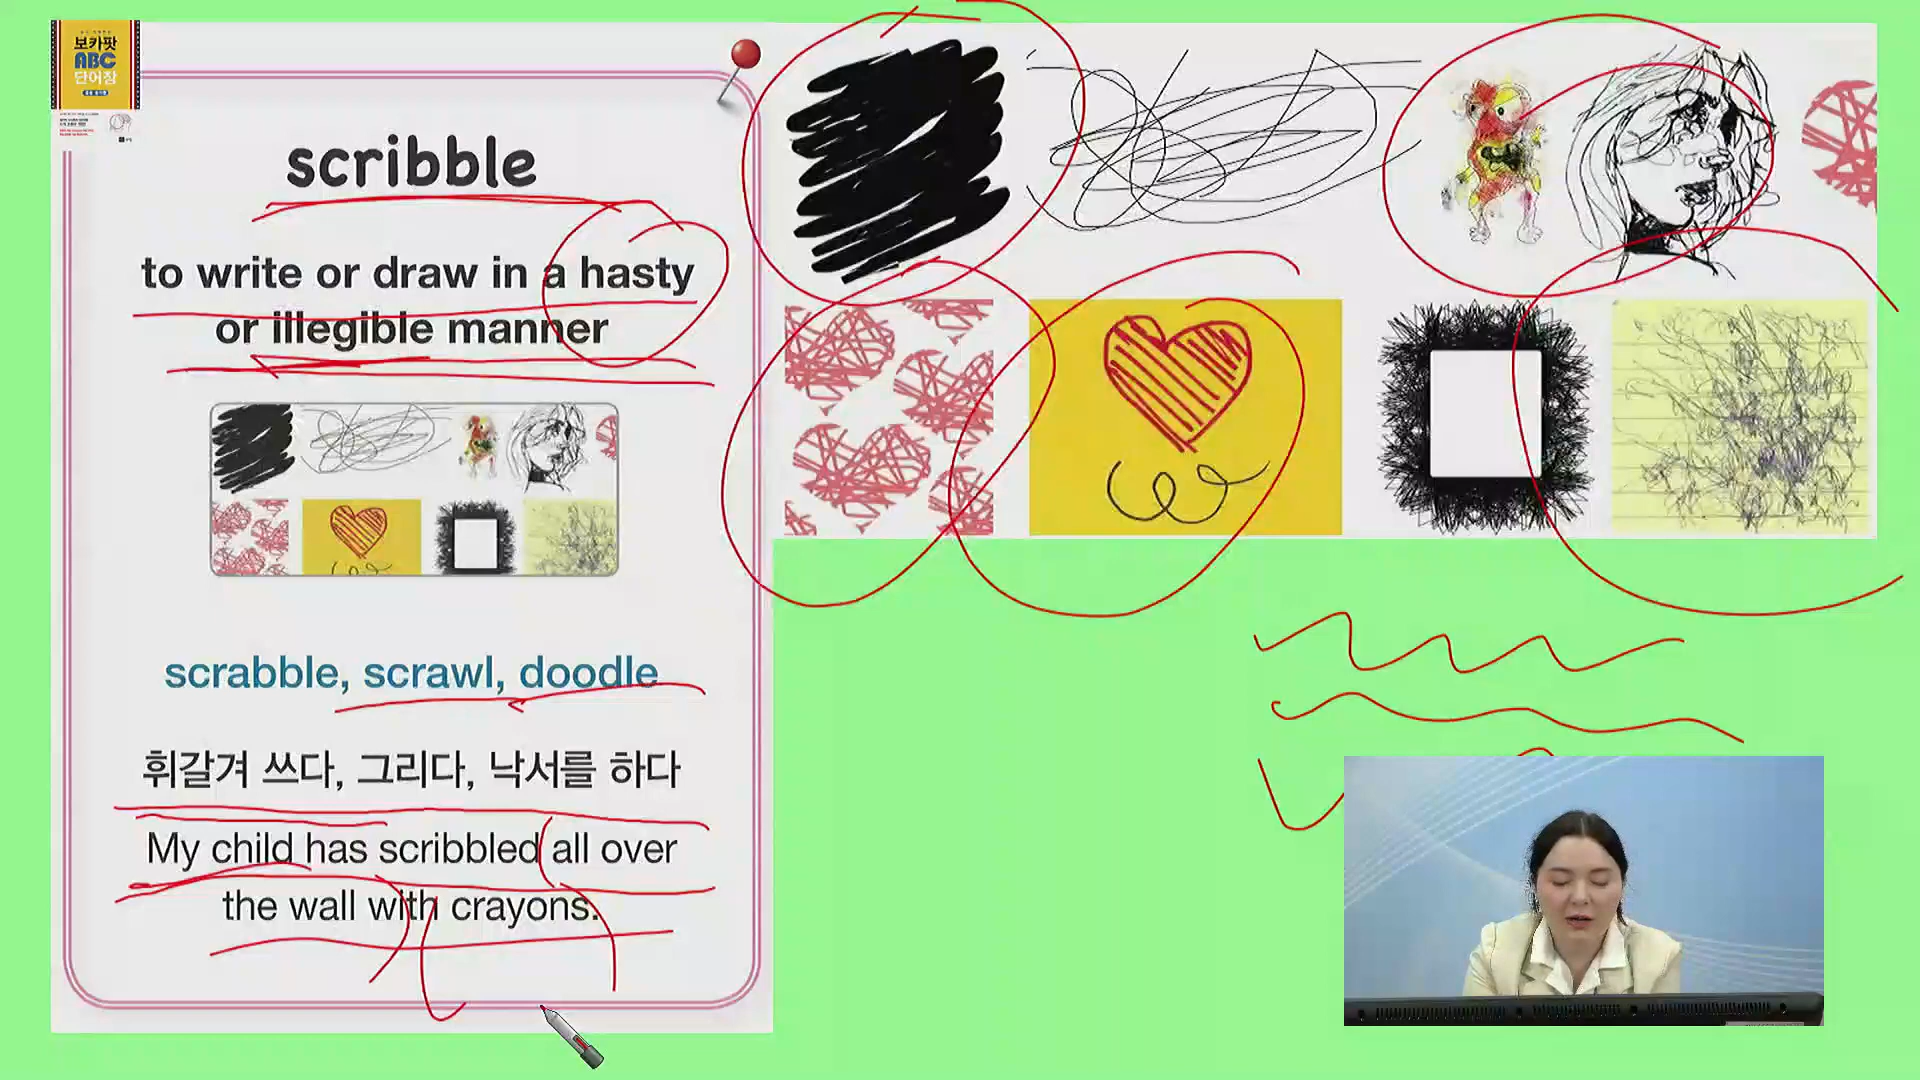 보카팟
ABC
단어장
scribble
to write or draw in a hasty
or illegible manner
scrabble, scrawl, doodle
휘갈겨 쓰다, 그리다, 낙서를 하다
My child has scribbled all over
the wall with crayons.